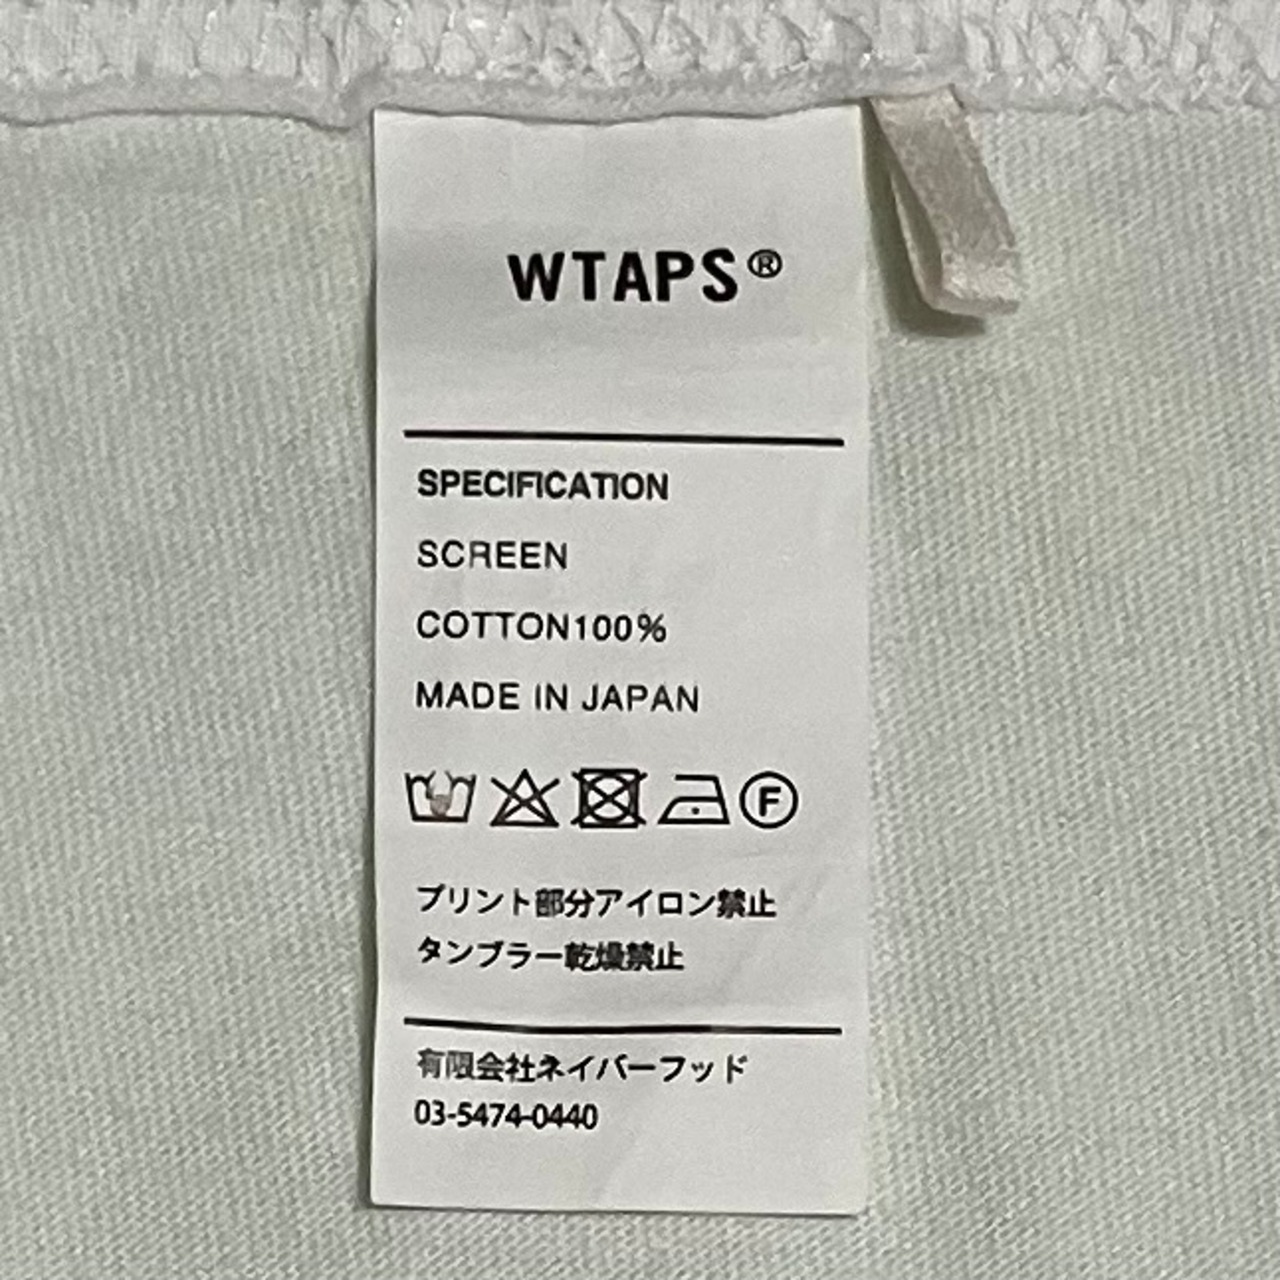 WTAPS®
SPECIFICATION
SCREEN
COTTON100%
MADE IN JAPAN
F
プリント部分アイロン禁止
タンブラー乾燥禁止
有限会社ネイバーフッド
03-5474-0440